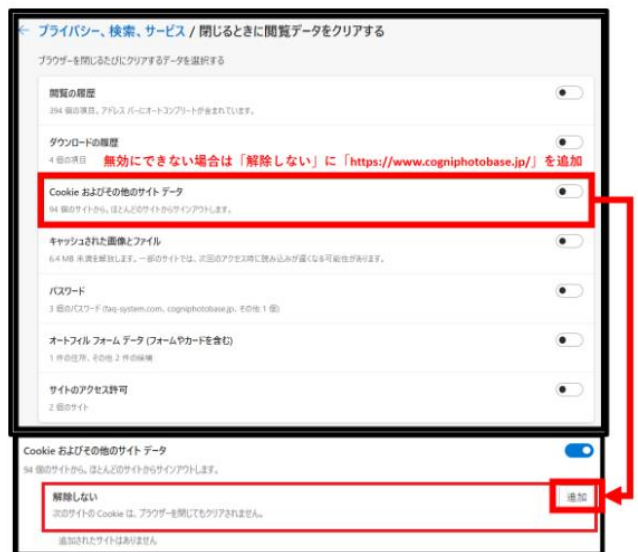 ← プライバシー、検索、サービス / 閉じるときに閲覧データをクリアする
ブラウザーを閉じるたびにクリアするデータを選択する
閲覧の履歴
394 個の項目。アドレス バーにオートコンプリートが含まれています。
ダウンロードの履歴
4 個の項目
無効にできない場合は「解除しない」に「https://www.cogniphotobase.jp/」を追加
Cookie およびその他のサイト データ
94 個のサイトから。ほとんどのサイトからサインアウトします。
キャッシュされた画像とファイル
6.4 MB 未満を解放します。一部のサイトでは、次回のアクセス時に読み込みが遅くなる可能性があります。
パスワード
3 個のパスワード (faq-system.com、cogniphotobase.jp、その他 1 個)
オートフィル フォーム データ (フォームやカードを含む)
1 件の住所、その他 2 件の候補
サイトのアクセス許可
2 個のサイト
Cookie およびその他のサイト データ
94 個のサイトから。ほとんどのサイトからサインアウトします。
解除しない
追加
次のサイトの Cookie は、ブラウザーを閉じてもクリアされません。
追加されたサイトはありません